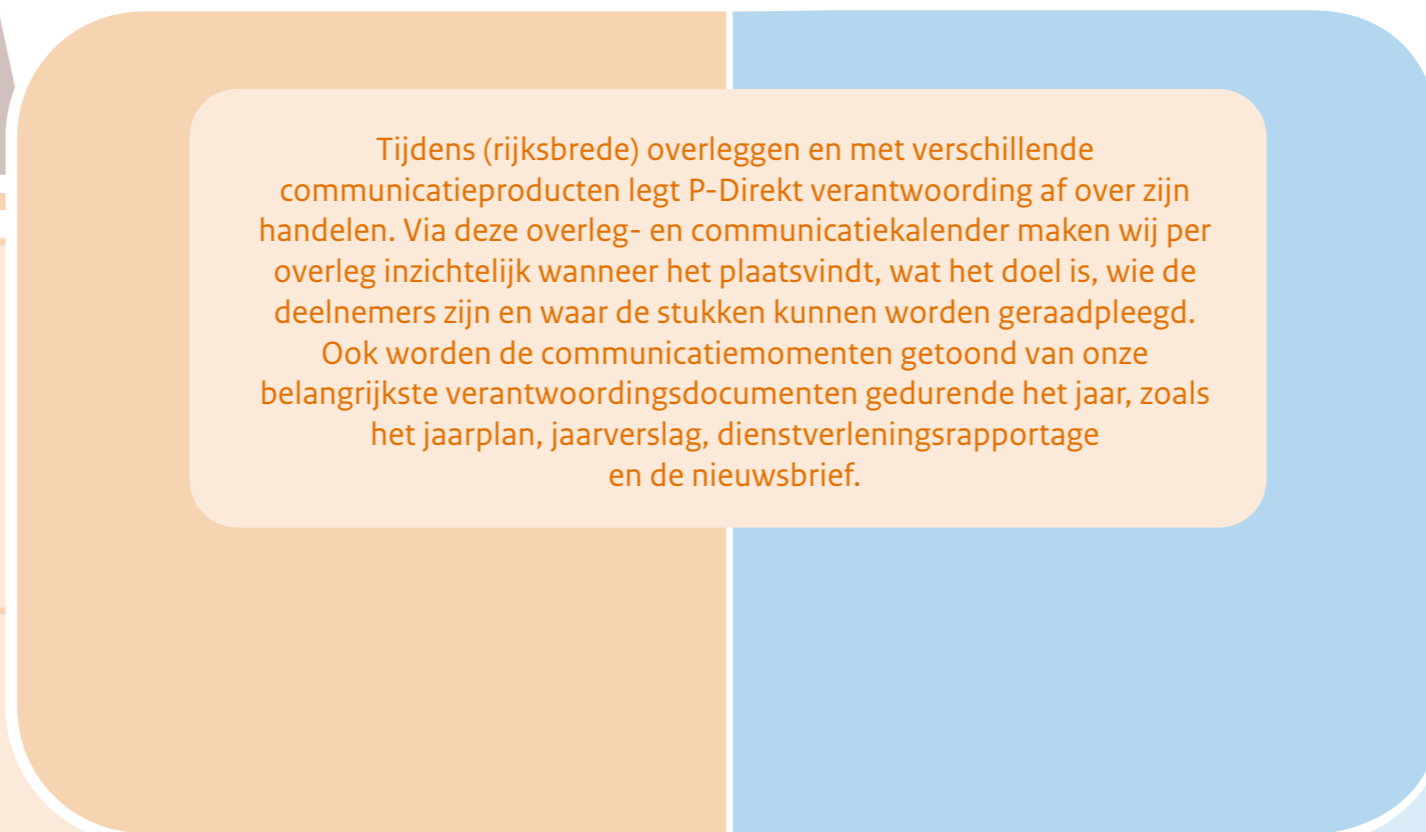 Tijdens (rijksbrede) overleggen en met verschillende
communicatieproducten legt P-Direkt verantwoording af over zijn
handelen. Via deze overleg- en communicatiekalender maken wij per
overleg inzichtelijk wanneer het plaatsvindt, wat het doel is, wie de
deelnemers zijn en waar de stukken kunnen worden geraadpleegd.
Ook worden de communicatiemomenten getoond van onze
belangrijkste verantwoordingsdocumenten gedurende het jaar, zoals
het jaarplan, jaarverslag, dienstverleningsrapportage
en de nieuwsbrief.